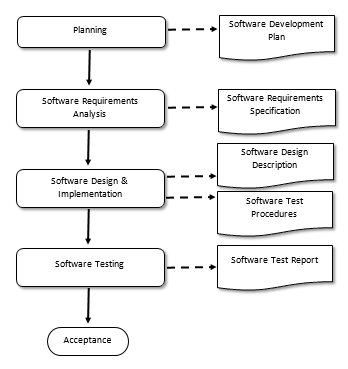 Planning
Software Development
Plan
Software Requirements
Analysis
Software Requirements
Specification
Software Design &
Implementation
Software Design
Description
Software Test
Procedures
Software Testing
Software Test Report
Acceptance